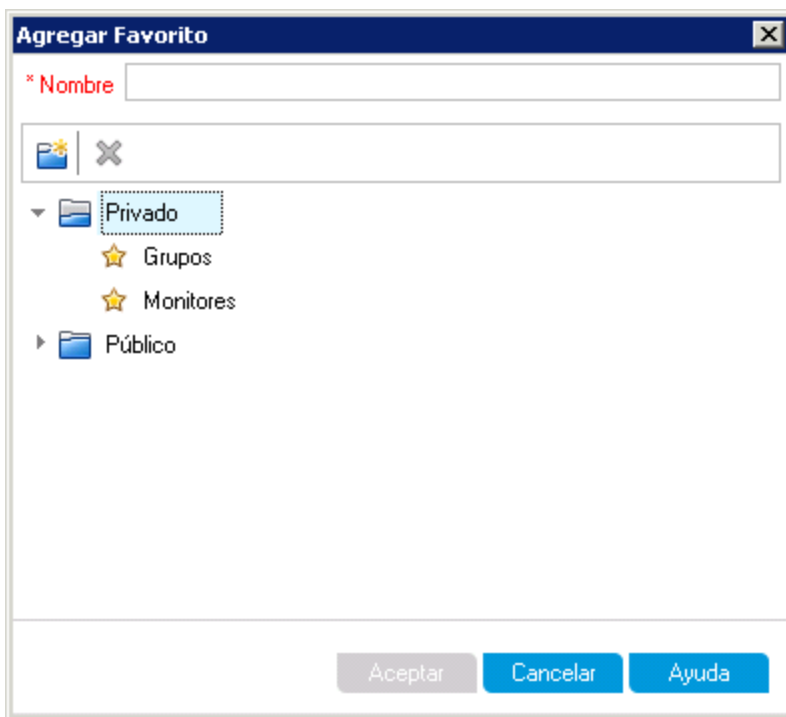 Agregar Favorito
* Nombre
Privado
Grupos
Monitores
Público
Aceptar Cancelar Ayuda